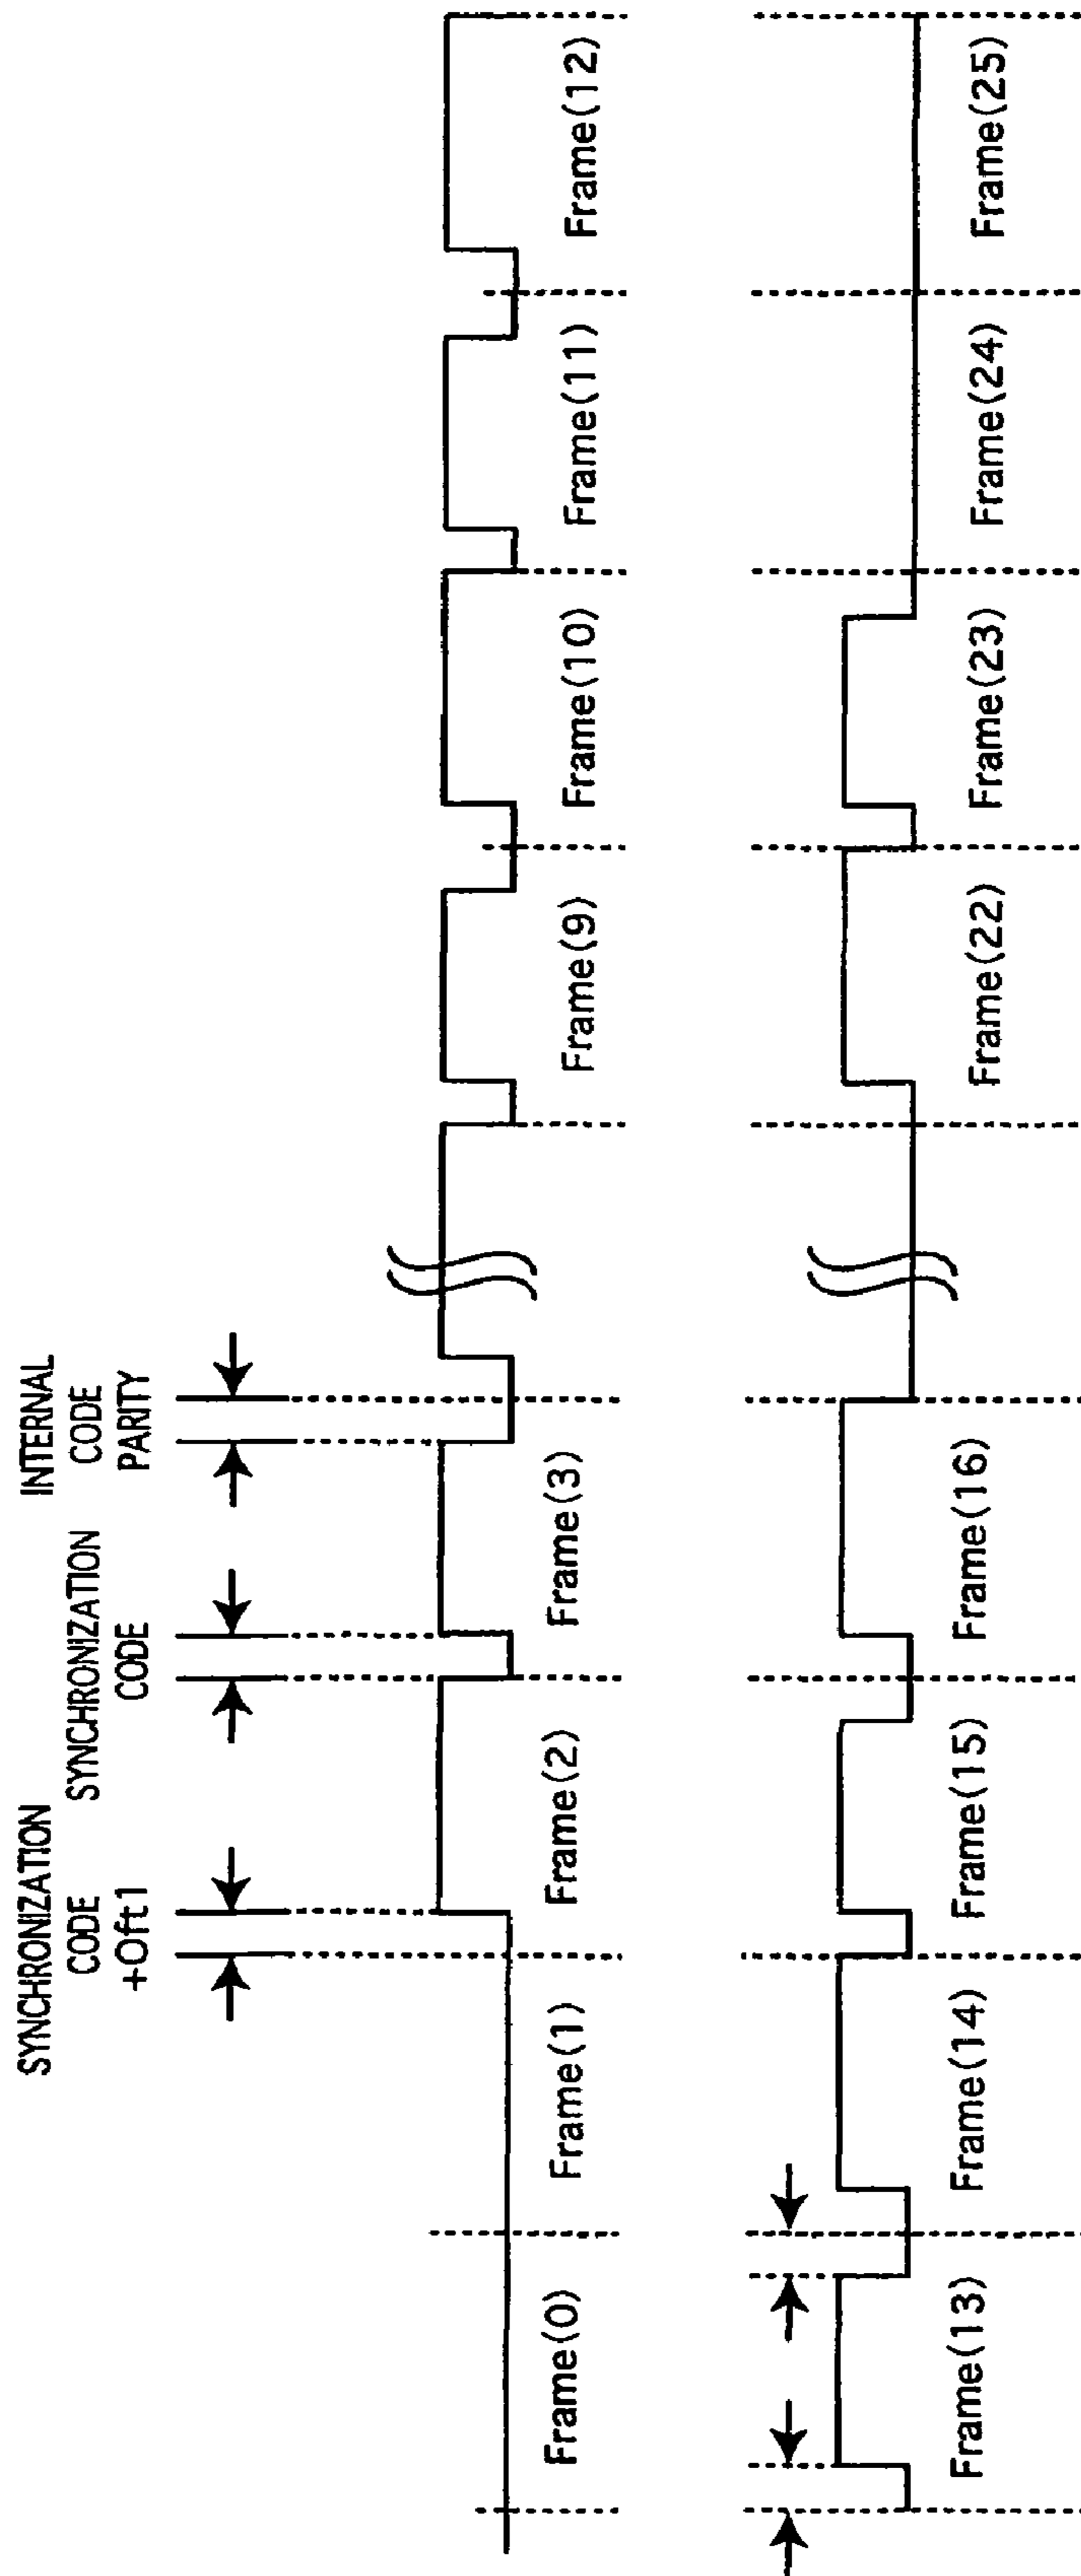 SYNCHRONIZATION
CODE
+Oft1
SYNCHRONIZATION
CODE
INTERNAL
CODE
PARITY
Frame(0)
Frame(1)
Frame(2)
Frame(3)
Frame(9)
Frame(10)
Frame(11)
Frame(12)
Frame(13)
Frame(14)
Frame(15)
Frame(16)
Frame(22)
Frame(23)
Frame(24)
Frame(25)